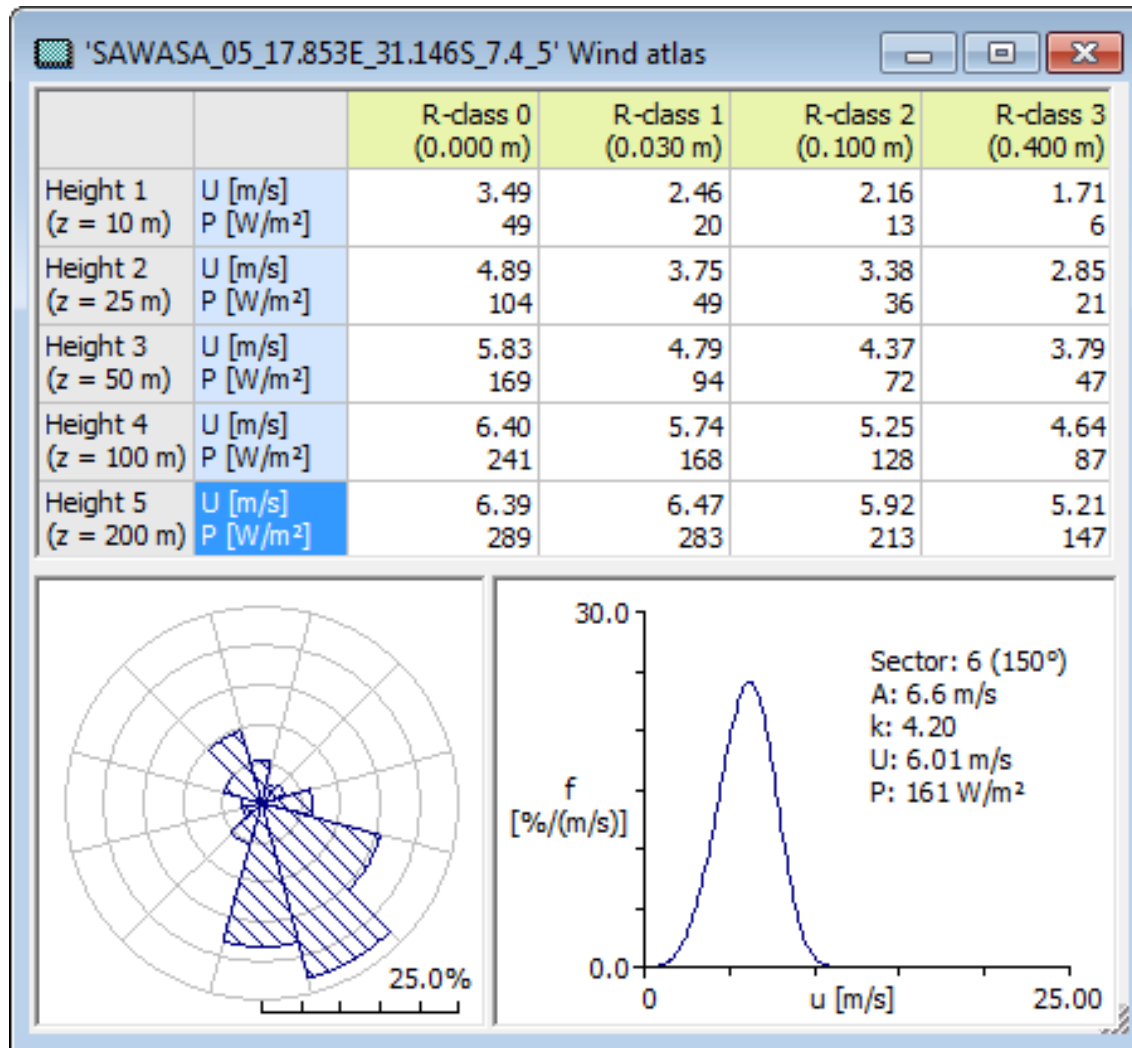 'SAWASA_05_17.853E_31.146S_7.4_5' Wind atlas
R-class 0 R-class 1 R-class 2 R-class 3
(0.000 m) (0.030 m) (0.100 m) (0.400 m)
Height 1 U [m/s] 3.49 2.46 2.16 1.71
(z = 10 m) P [W/m²] 49 20 13 6
Height 2 U [m/s] 4.89 3.75 3.38 2.85
(z = 25 m) P [W/m²] 104 49 36 21
Height 3 U [m/s] 5.83 4.79 4.37 3.79
(z = 50 m) P [W/m²] 169 94 72 47
Height 4 U [m/s] 6.40 5.74 5.25 4.64
(z = 100 m) P [W/m²] 241 168 128 87
Height 5 U [m/s] 6.39 6.47 5.92 5.21
(z = 200 m) P [W/m²] 289 283 213 147
25.0%
30.0
Sector: 6 (150°)
A: 6.6 m/s
k: 4.20
U: 6.01 m/s
P: 161 W/m²
f
[%/(m/s)]
0.0
0 u [m/s] 25.00